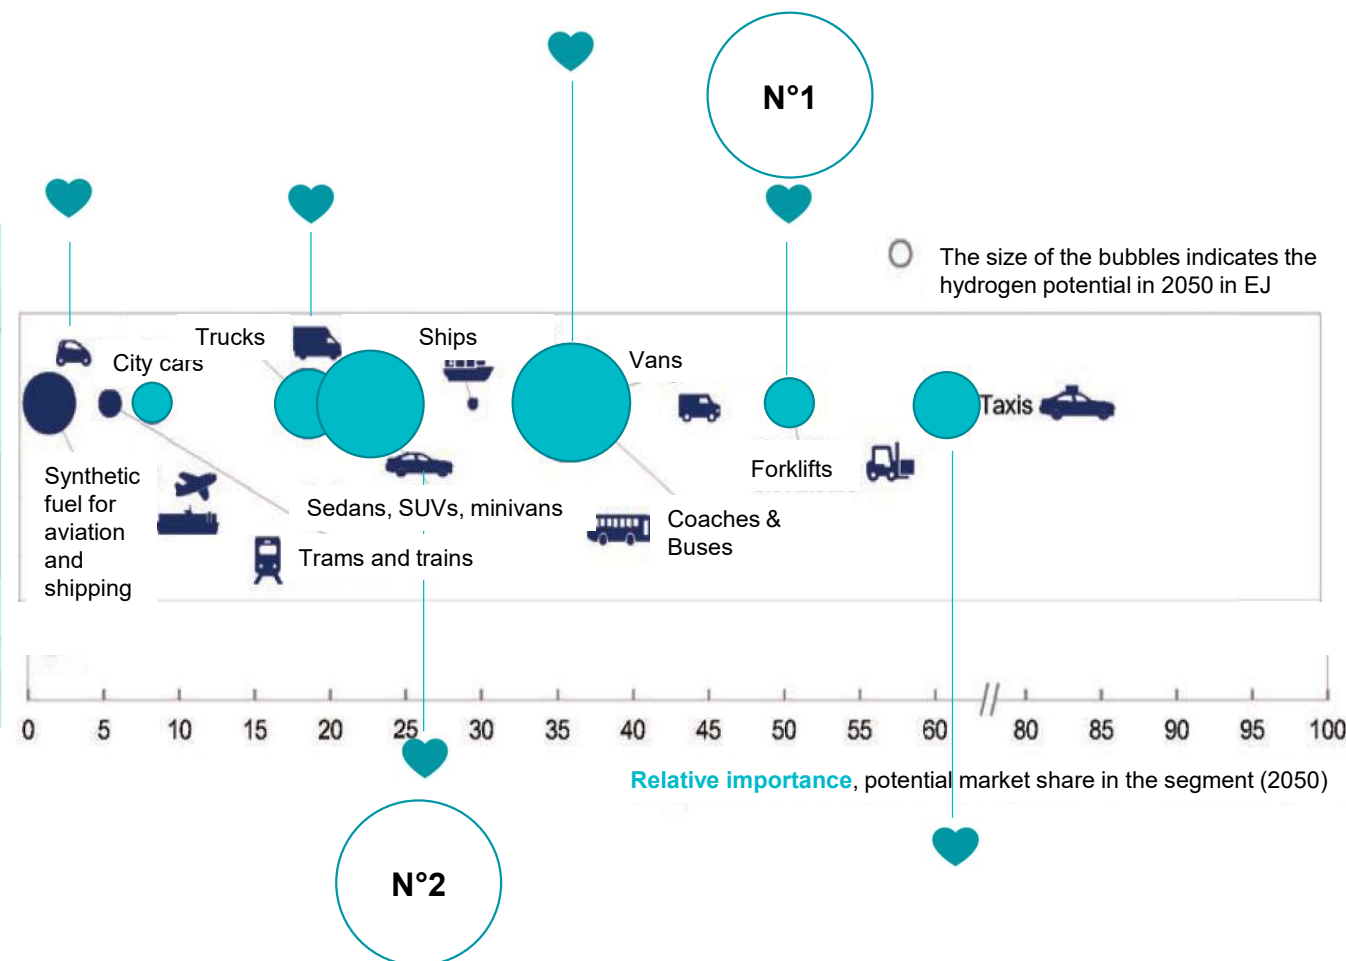 N°1
The size of the bubbles indicates the
hydrogen potential in 2050 in EJ
Trucks
Ships
City cars
Vans
Taxis
Synthetic
fuel for
aviation
and
shipping
Forklifts
Sedans, SUVs, minivans
Coaches &
Buses
Trams and trains
0 5 10 15 20 25 30 35 40 45 50 55 60 80 85 90 95 100
Relative importance, potential market share in the segment (2050)
N°2